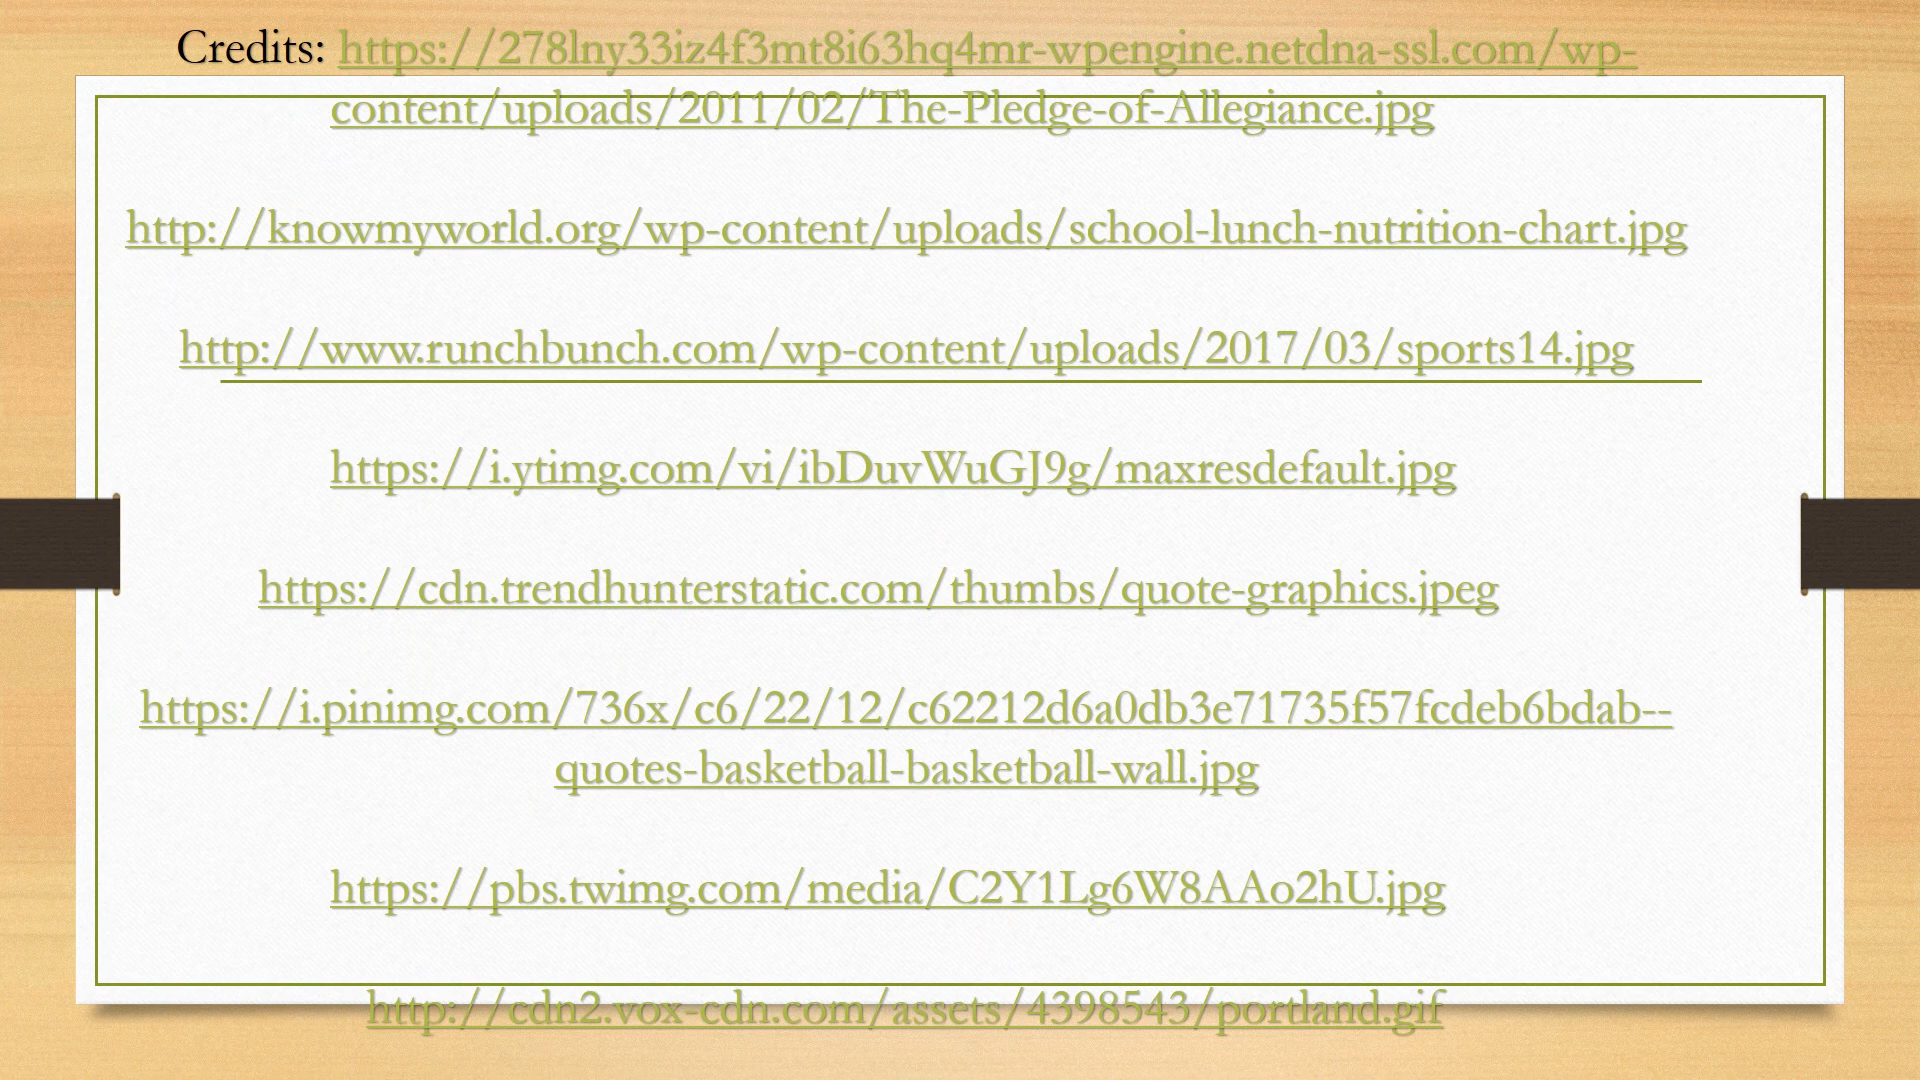 Credits: https://278lny33iz4f3mt8i63hq4mr-wpengine.netdna-ssl.com/wp-
content/uploads/2011/02/The-Pledge-of-Allegiance.jpg
http://knowmyworld.org/wp-content/uploads/school-lunch-nutrition-chart.jpg
http://www.runchbunch.com/wp-content/uploads/2017/03/sports14.jpg
https://i.ytimg.com/vi/ibDuvWuGJ9g/maxresdefault.jpg
https://cdn.trendhunterstatic.com/thumbs/quote-graphics.jpeg
https://i.pinimg.com/736x/c6/22/12/c62212d6a0db3e71735f57fcdeb6bdab--
quotes-basketball-basketball-wall.jpg
https://pbs.twimg.com/media/C2Y1Lg6W8AAo2hU.jpg
http://cdn2.vox-cdn.com/assets/4398543/portland.gif